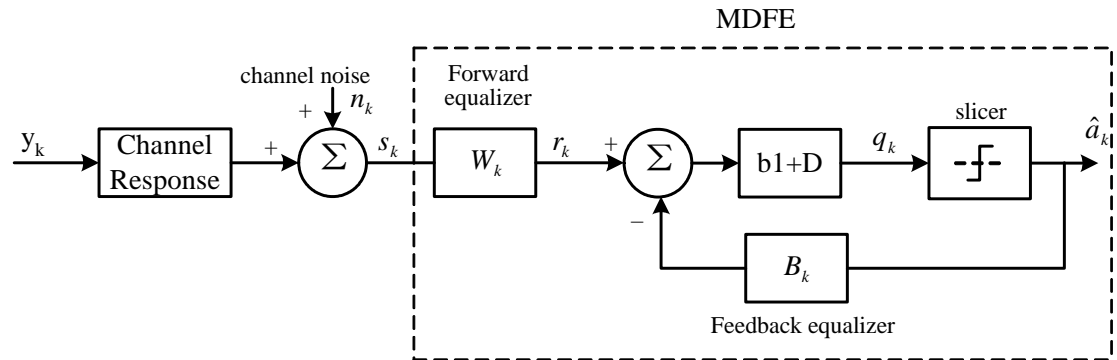 MDFE
channel noise
n_k
+
Forward
equalizer
slicer
y_k
Channel
Response
+
Σ
s_k
W_k
r_k
+
Σ
−
b1+D
q_k
â_k
B_k
Feedback equalizer